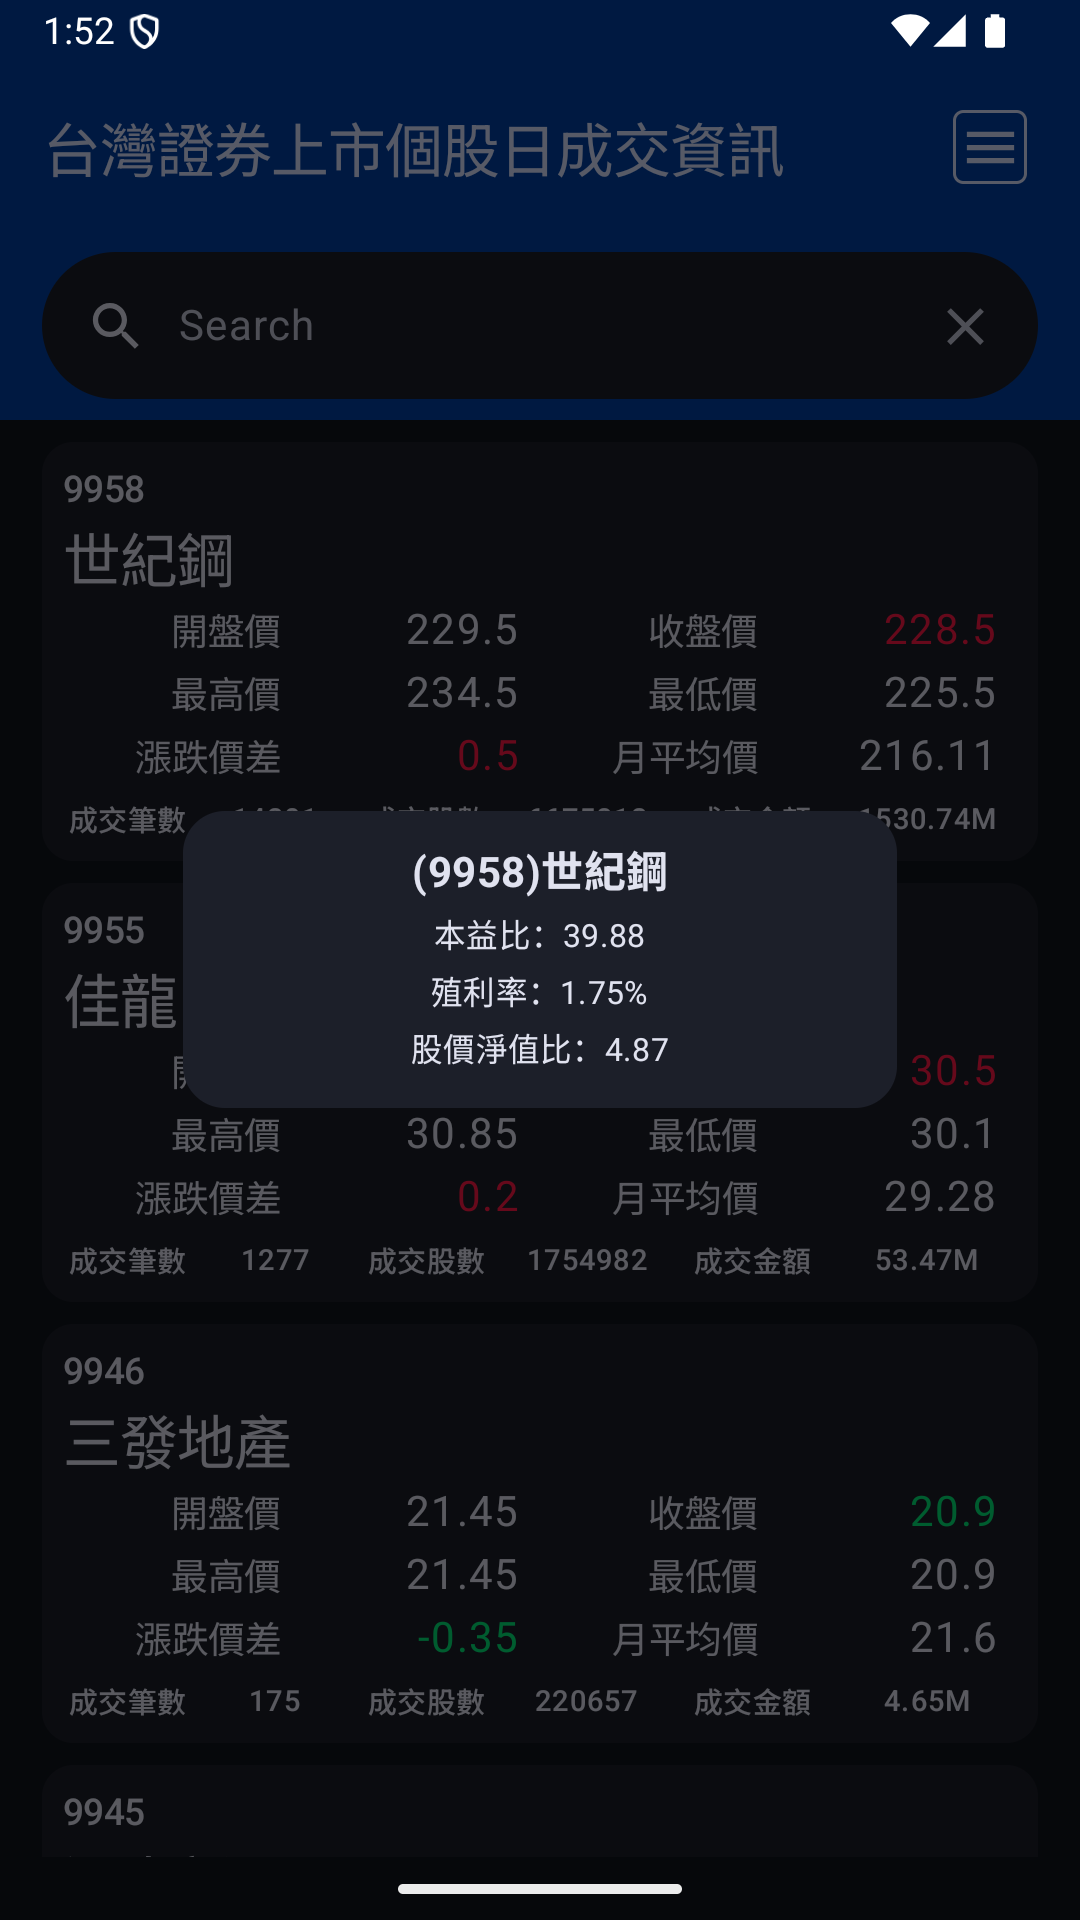 1:52
台灣證券上市個股日成交資訊
Search
9958
世紀鋼
開盤價 229.5 收盤價 228.5
最高價 234.5 最低價 225.5
漲跌價差 0.5 月平均價 216.11
成交筆數 1530.74M
(9958)世紀鋼
本益比：39.88
殖利率：1.75%
股價淨值比：4.87
9955
佳龍
30.5
最高價 30.85 最低價 30.1
漲跌價差 0.2 月平均價 29.28
成交筆數 1277 成交股數 1754982 成交金額 53.47M
9946
三發地產
開盤價 21.45 收盤價 20.9
最高價 21.45 最低價 20.9
漲跌價差 -0.35 月平均價 21.6
成交筆數 175 成交股數 220657 成交金額 4.65M
9945